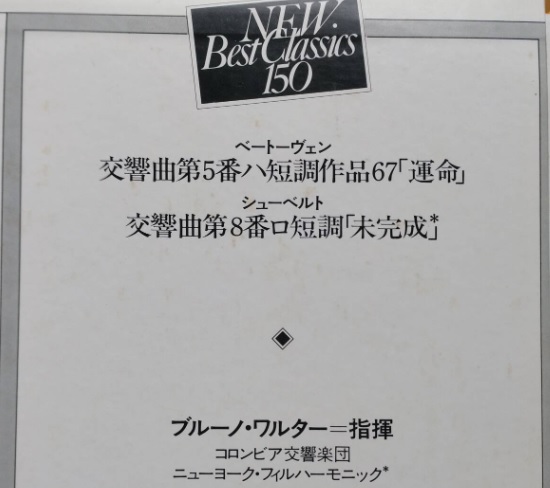 NEW.
Best Classics
150
ベートーヴェン
交響曲第5番ハ短調作品67「運命」
シューベルト
交響曲第8番ロ短調「未完成*」
ブルーノ・ワルター＝指揮
コロンビア交響楽団
ニューヨーク・フィルハーモニック*